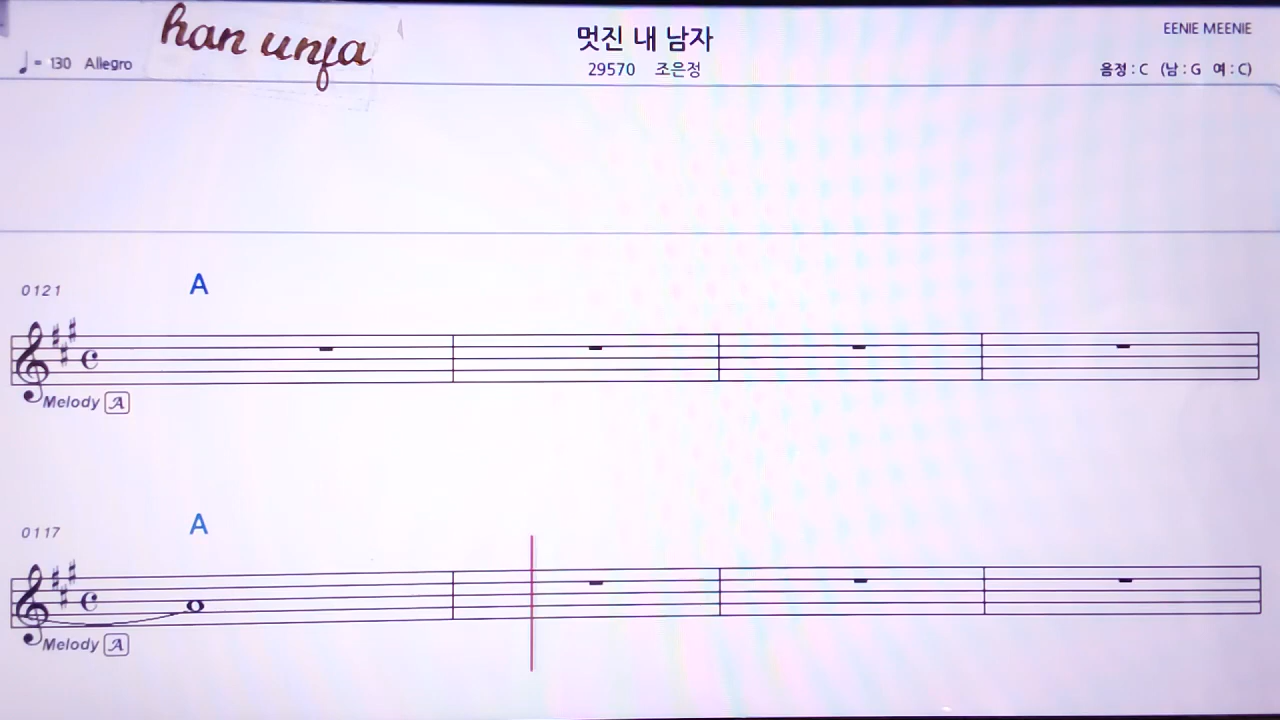 han unfa
멋진 내 남자
EENIE MEENIE
♩= 130 Allegro
29570 조은정
음정 : C (남 : G 여 : C)
0121
A
Melody A
0117
A
Melody A